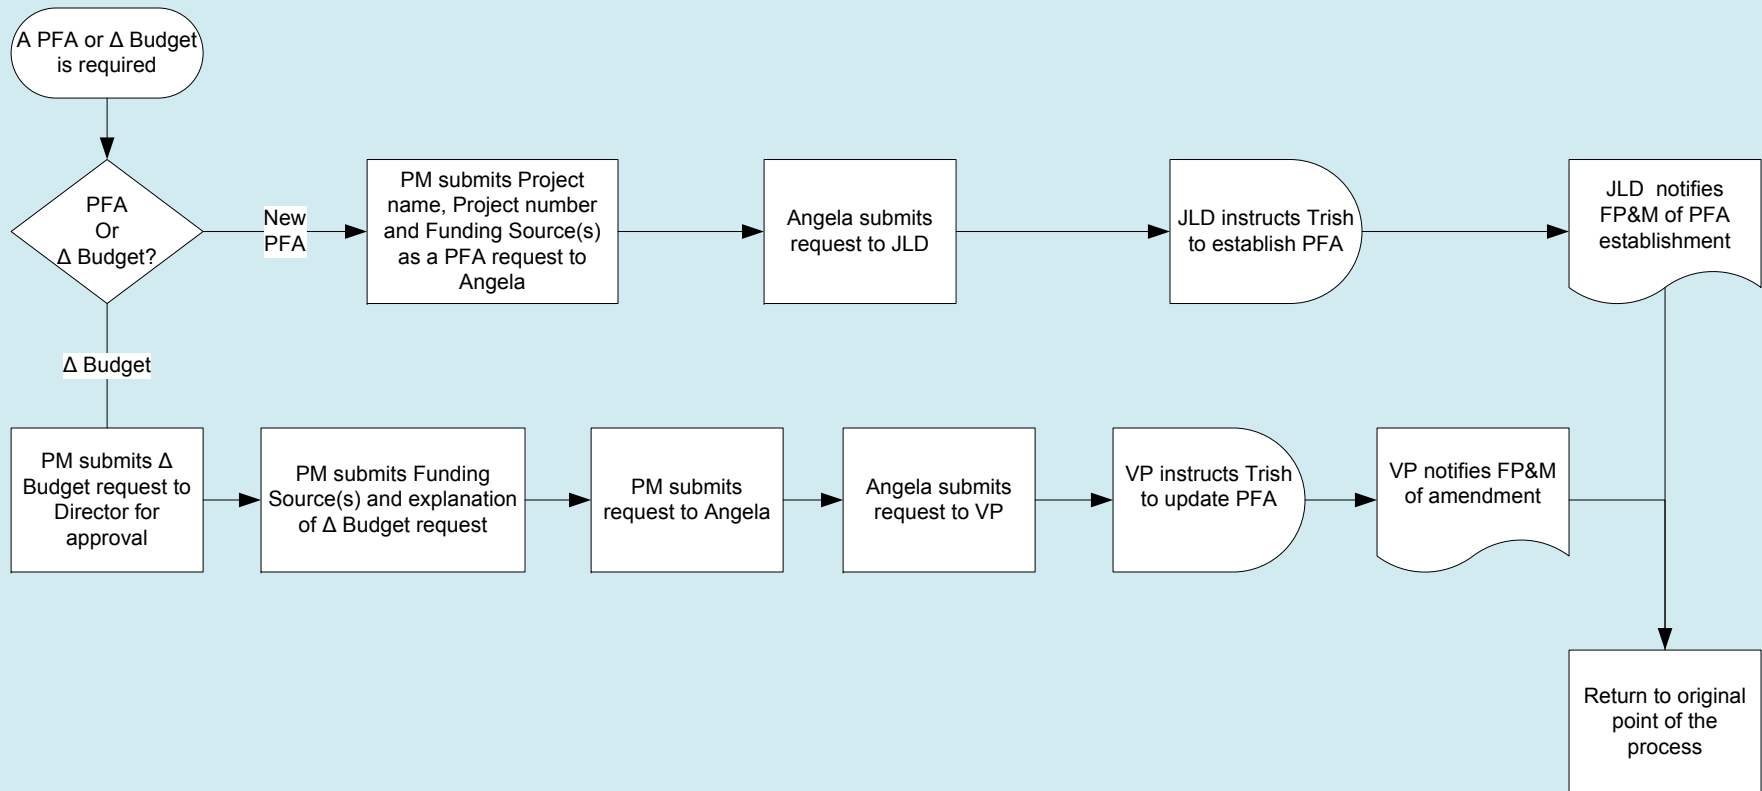 A PFA or Δ Budget
is required
PFA
Or
Δ Budget?
New
PFA
PM submits Project
name, Project number
and Funding Source(s)
as a PFA request to
Angela
Angela submits
request to JLD
JLD instructs Trish
to establish PFA
JLD  notifies
FP&M of PFA
establishment
Δ Budget
PM submits Δ
Budget request to
Director for
approval
PM submits Funding
Source(s) and explanation
of Δ Budget request
PM submits
request to Angela
Angela submits
request to VP
VP instructs Trish
to update PFA
VP notifies FP&M
of amendment
Return to original
point of the
process